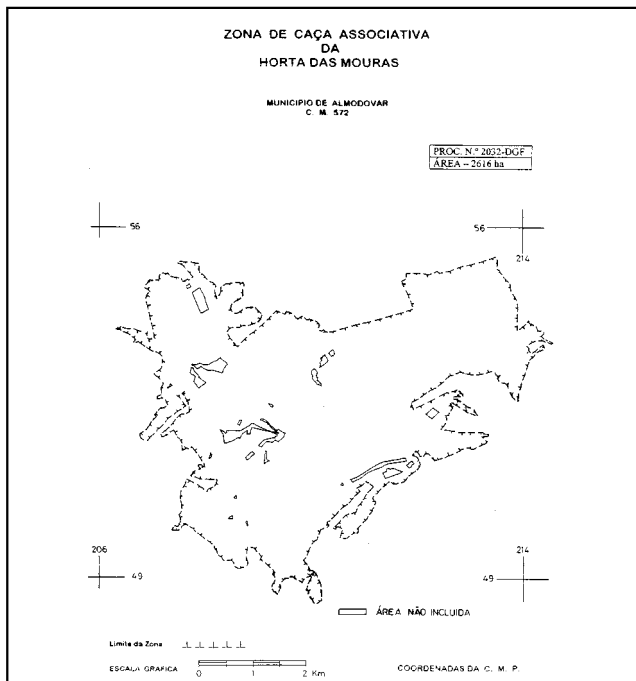 ZONA DE CAÇA ASSOCIATIVA
DA
HORTA DAS MOURAS
MUNICIPIO DE ALMODOVAR
C. M. 572
PROC. N.º 2032-DGF
ÁREA – 2616 ha
56
56
214
206
49
214
49
ÁREA NÃO INCLUIDA
Limite da Zona
ESCALA GRAFICA
0 1 2 Km
COORDENADAS DA C. M. P.